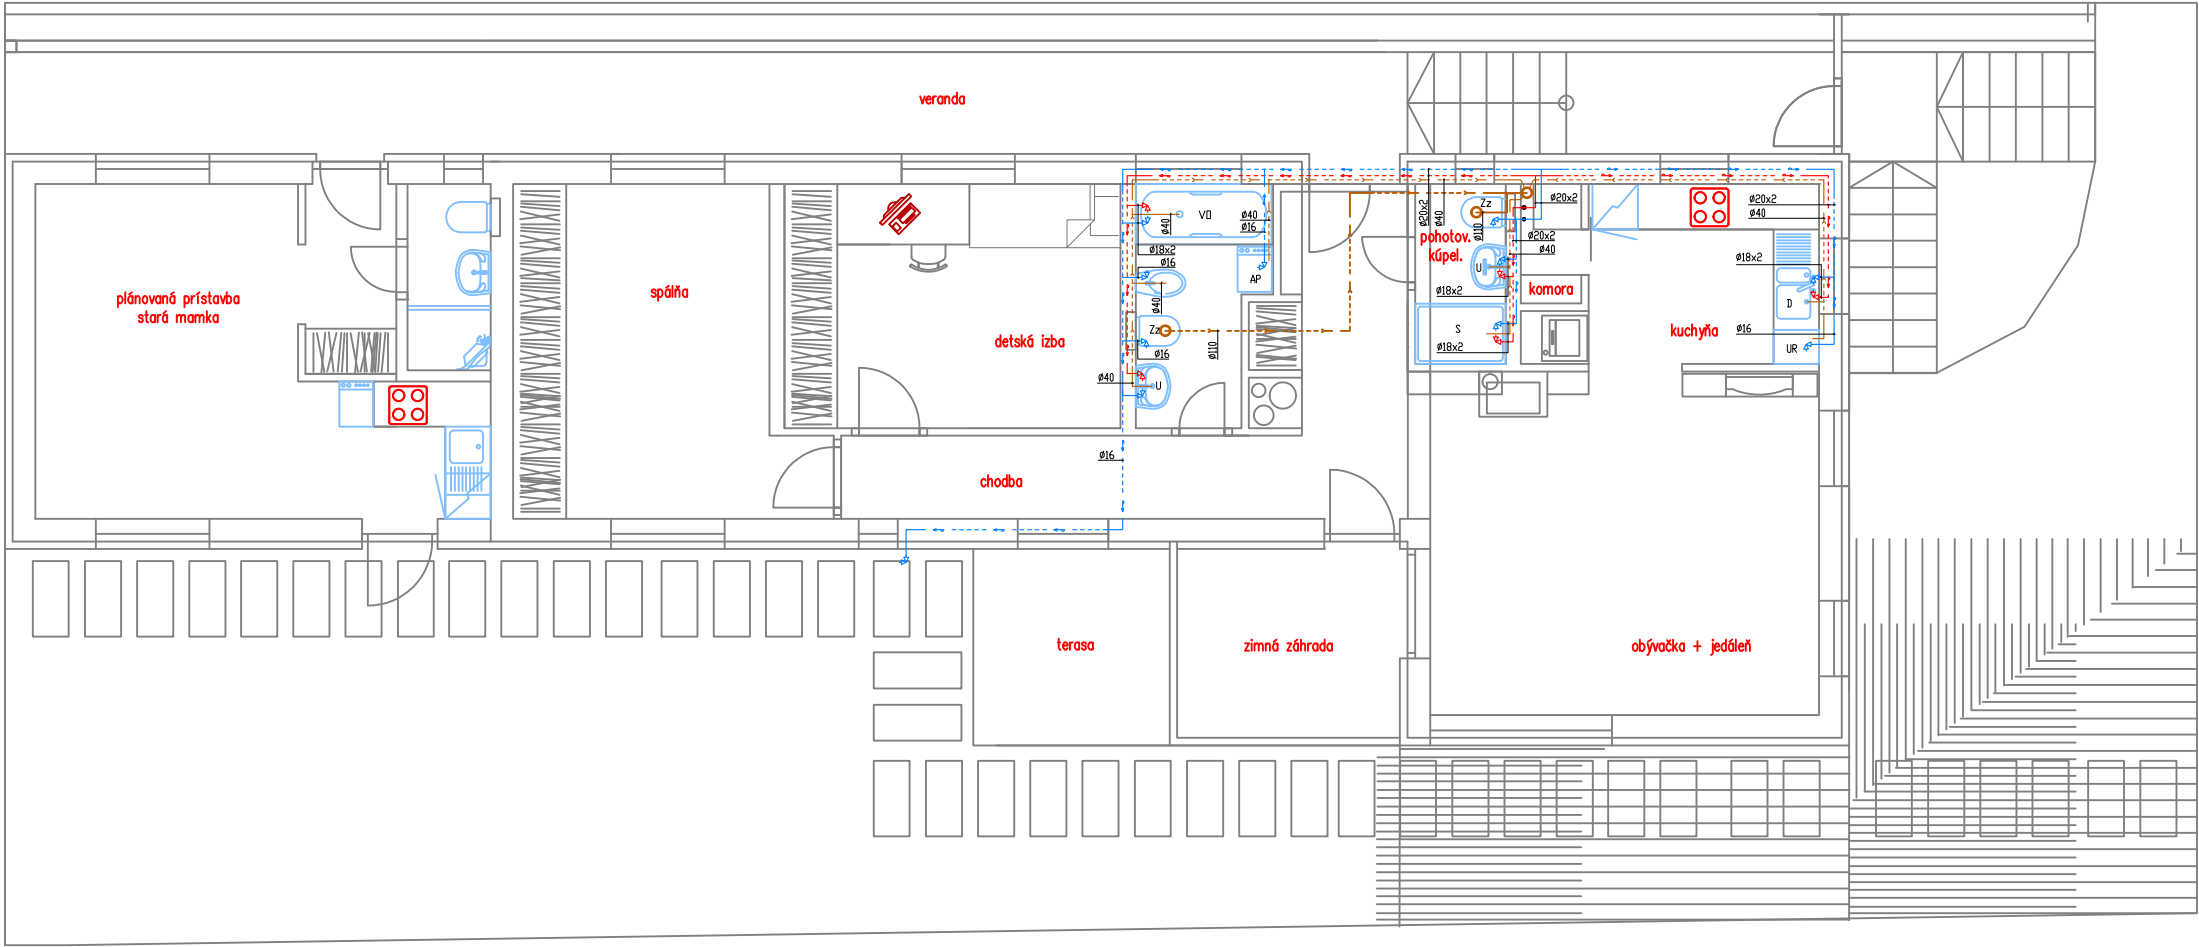 veranda
plánovaná prístavba
stará mamka
spálňa
detská izba
chodba
terasa
zimná záhrada
obývačka + jedáleň
kuchyňa
komora
pohotov.
kúpel.
VO
Ø40
Ø40
Ø16
Ø18x2
Ø16
AP
Ø40
Zz
Ø16
Ø110
Ø40
U
Ø16
Ø20x2
Ø40
Zz
Ø110
Ø20x2
Ø20x2
Ø40
U
Ø18x2
S
Ø18x2
Ø20x2
Ø40
Ø18x2
D
Ø16
UR